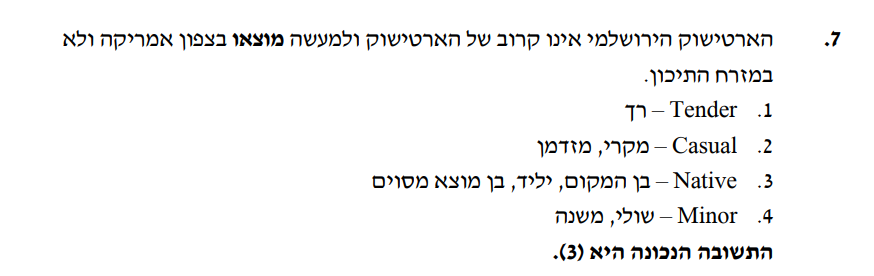 7. הארטישוק הירושלמי אינו קרוב של הארטישוק ולמעשה מוצאו בצפון אמריקה ולא
במזרח התיכון.
1. Tender – רך
2. Casual – מקרי, מזדמן
3. Native – בן המקום, יליד, בן מוצא מסוים
4. Minor – שולי, משנה
התשובה הנכונה היא (3).